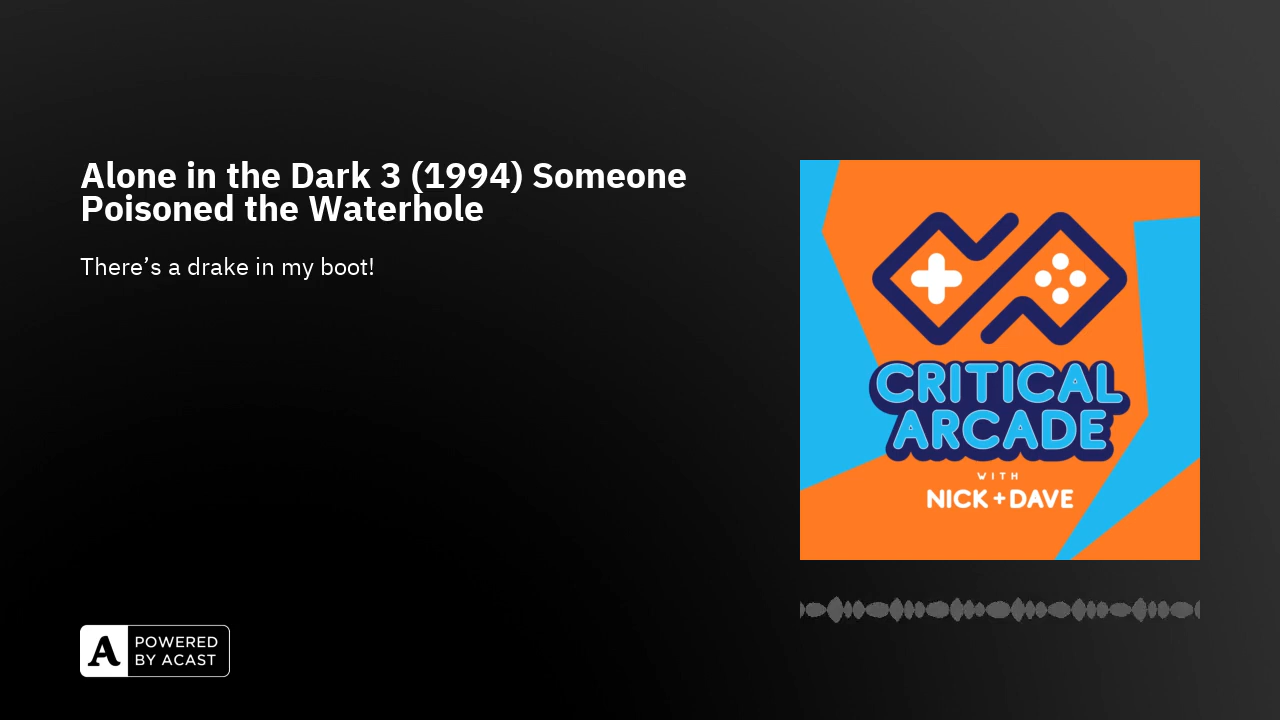 Alone in the Dark 3 (1994) Someone
Poisoned the Waterhole
There’s a drake in my boot!
CRITICAL
ARCADE
WITH
NICK + DAVE
A POWERED
BY ACAST